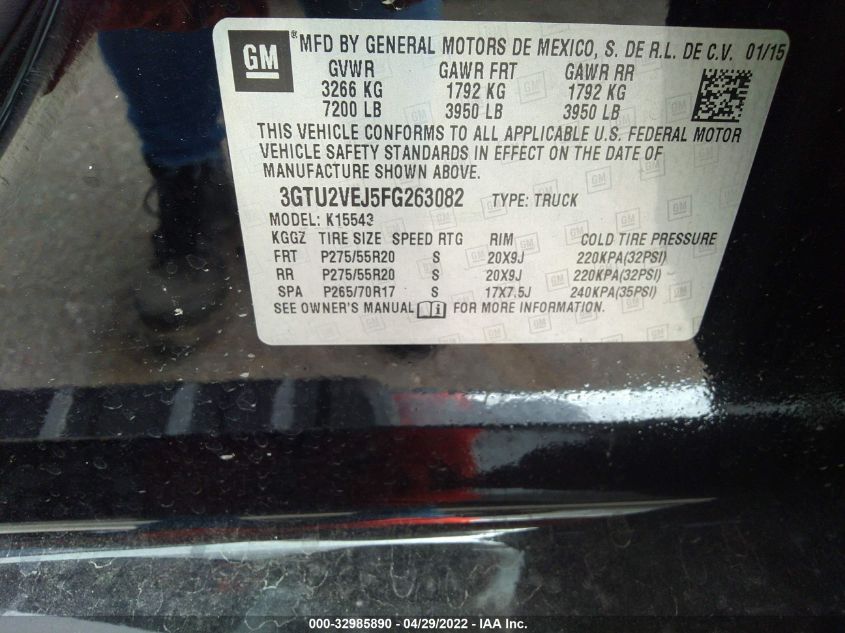 GM ® MFD BY GENERAL MOTORS DE MEXICO, S. DE R.L. DE C.V. 01/15
GVWR GAWR FRT GAWR RR
3266 KG 1792 KG 1792 KG
7200 LB 3950 LB 3950 LB
THIS VEHICLE CONFORMS TO ALL APPLICABLE U.S. FEDERAL MOTOR
VEHICLE SAFETY STANDARDS IN EFFECT ON THE DATE OF
MANUFACTURE SHOWN ABOVE.
3GTU2VEJ5FG263082 TYPE: TRUCK
MODEL: K15543
KGGZ TIRE SIZE SPEED RTG RIM COLD TIRE PRESSURE
FRT P275/55R20 S 20X9J 220KPA(32PSI)
RR P275/55R20 S 20X9J 220KPA(32PSI)
SPA P265/70R17 S 17X7.5J 240KPA(35PSI)
SEE OWNER'S MANUAL i FOR MORE INFORMATION.
000-32985890 - 04/29/2022 - IAA Inc.